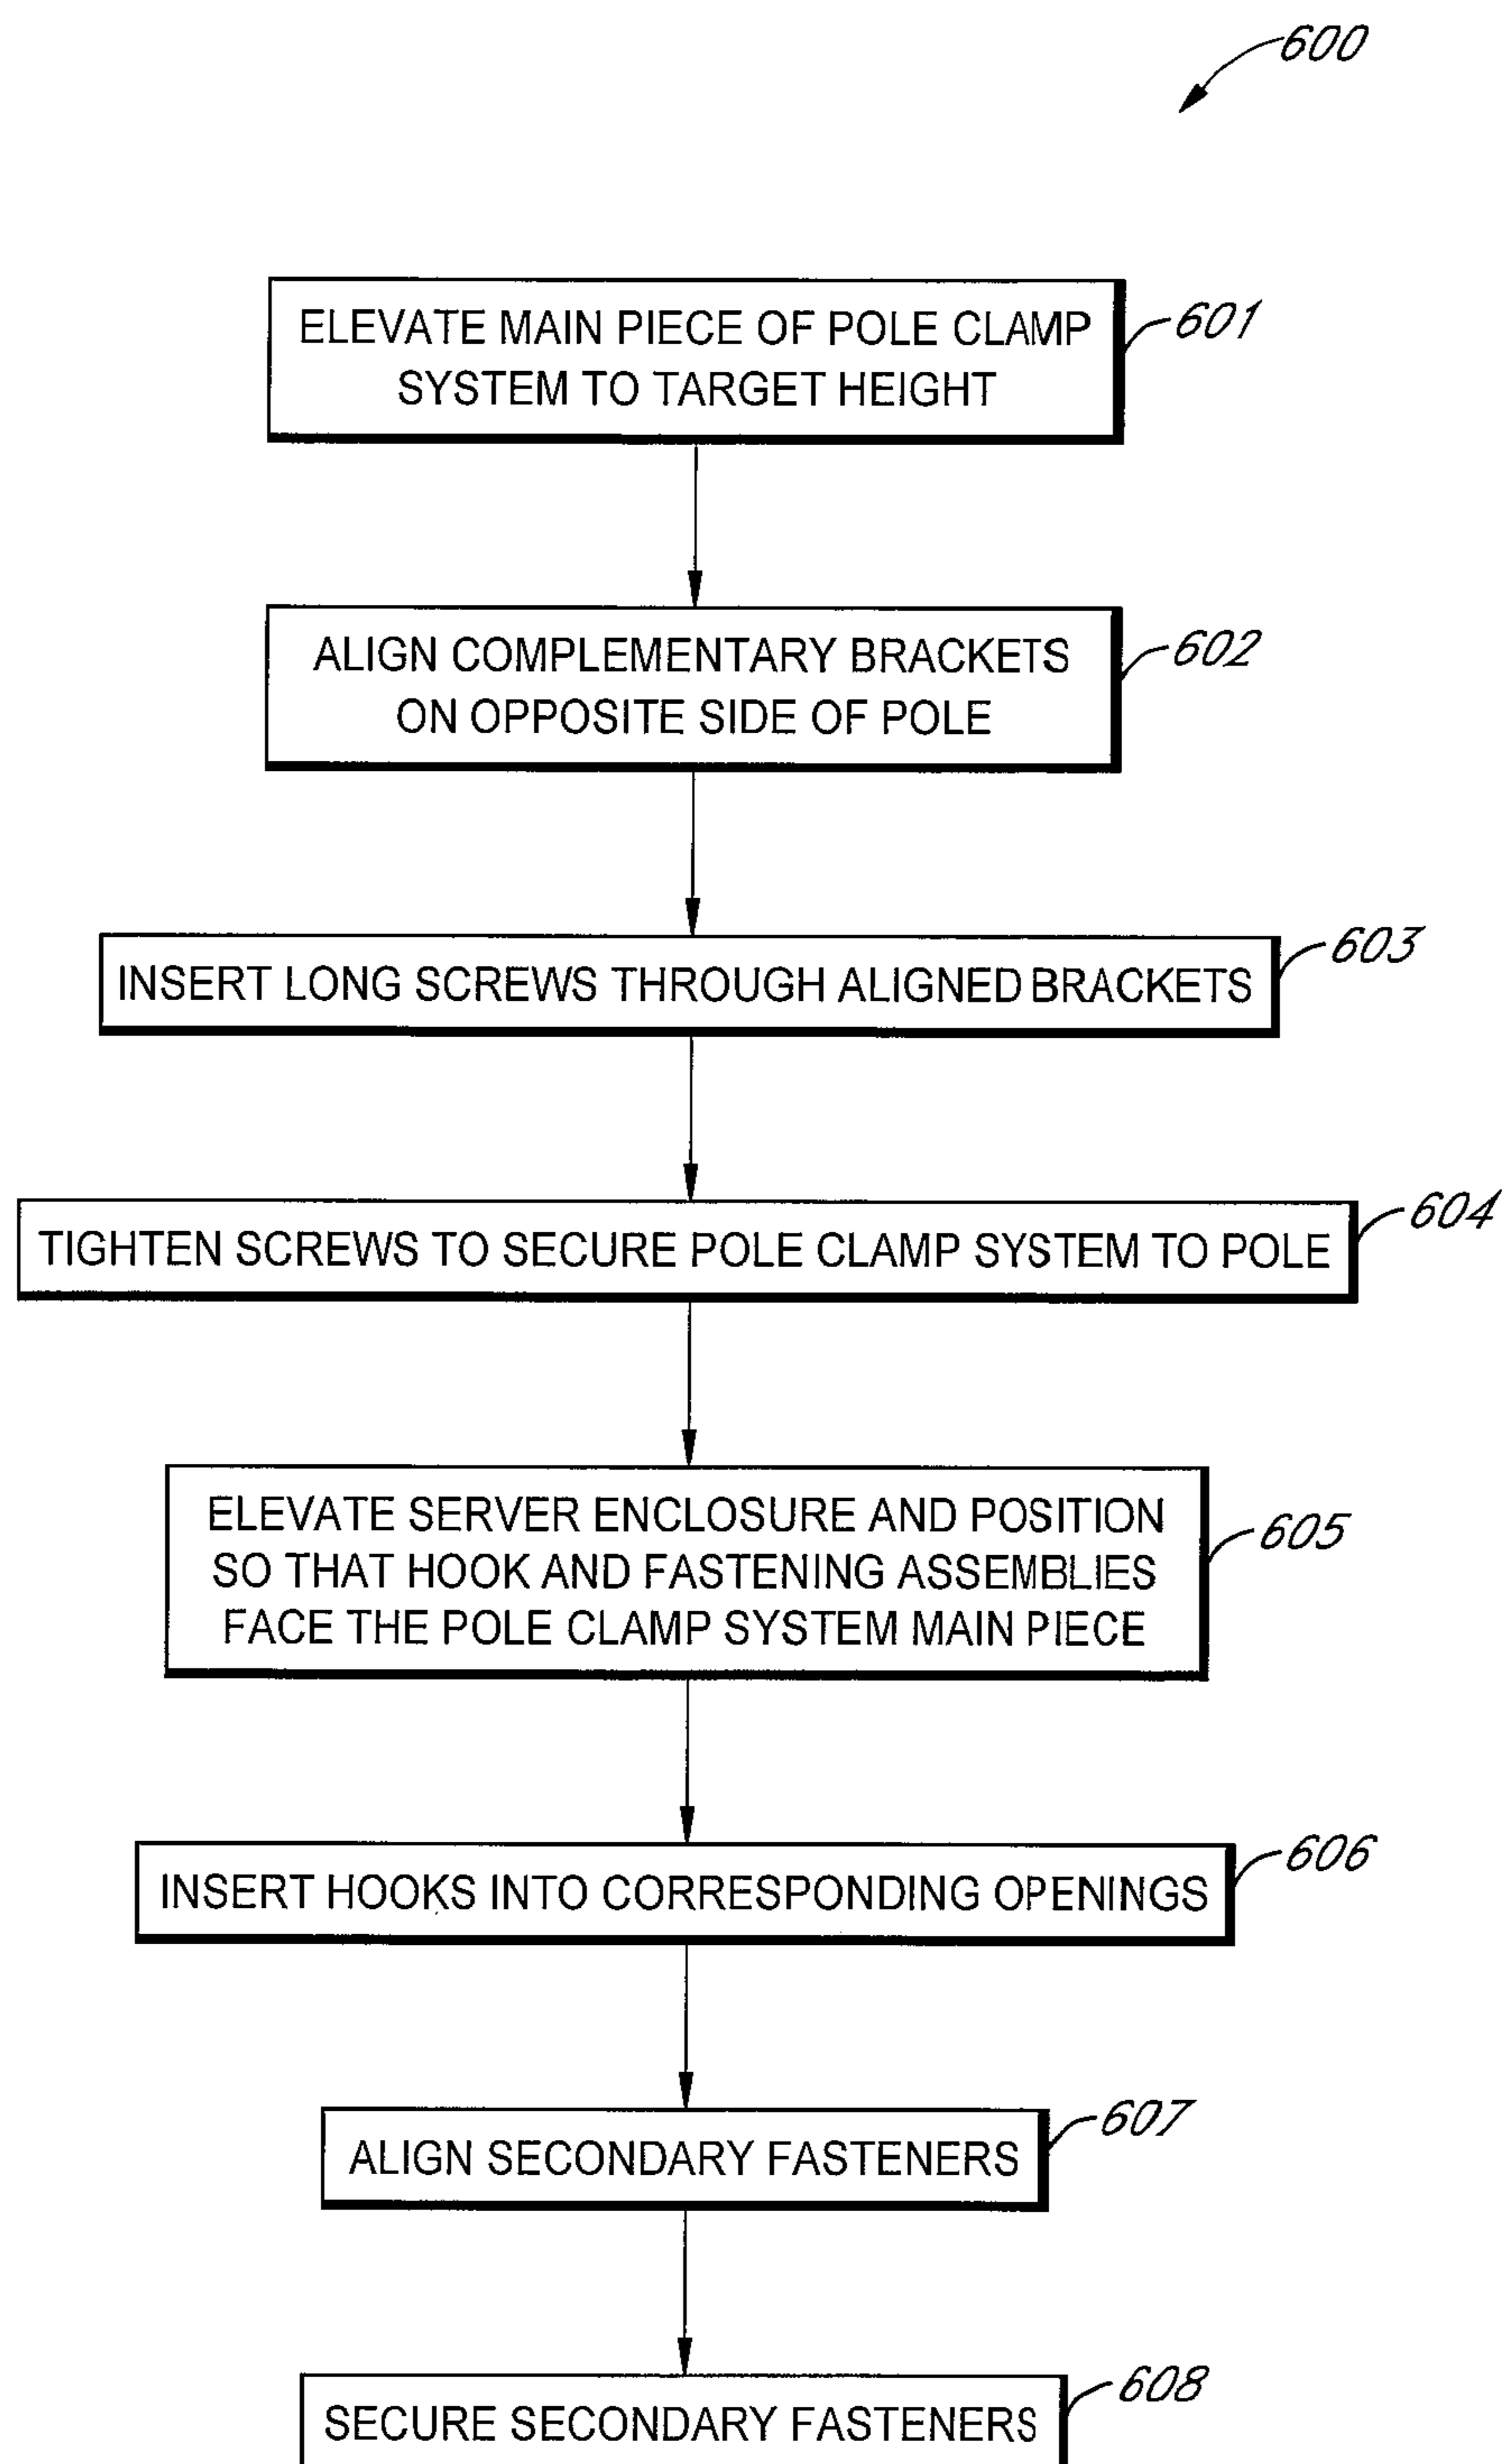 600
ELEVATE MAIN PIECE OF POLE CLAMP
SYSTEM TO TARGET HEIGHT
601
ALIGN COMPLEMENTARY BRACKETS
ON OPPOSITE SIDE OF POLE
602
INSERT LONG SCREWS THROUGH ALIGNED BRACKETS
603
TIGHTEN SCREWS TO SECURE POLE CLAMP SYSTEM TO POLE
604
ELEVATE SERVER ENCLOSURE AND POSITION
SO THAT HOOK AND FASTENING ASSEMBLIES
FACE THE POLE CLAMP SYSTEM MAIN PIECE
605
INSERT HOOKS INTO CORRESPONDING OPENINGS
606
ALIGN SECONDARY FASTENERS
607
SECURE SECONDARY FASTENERS
608